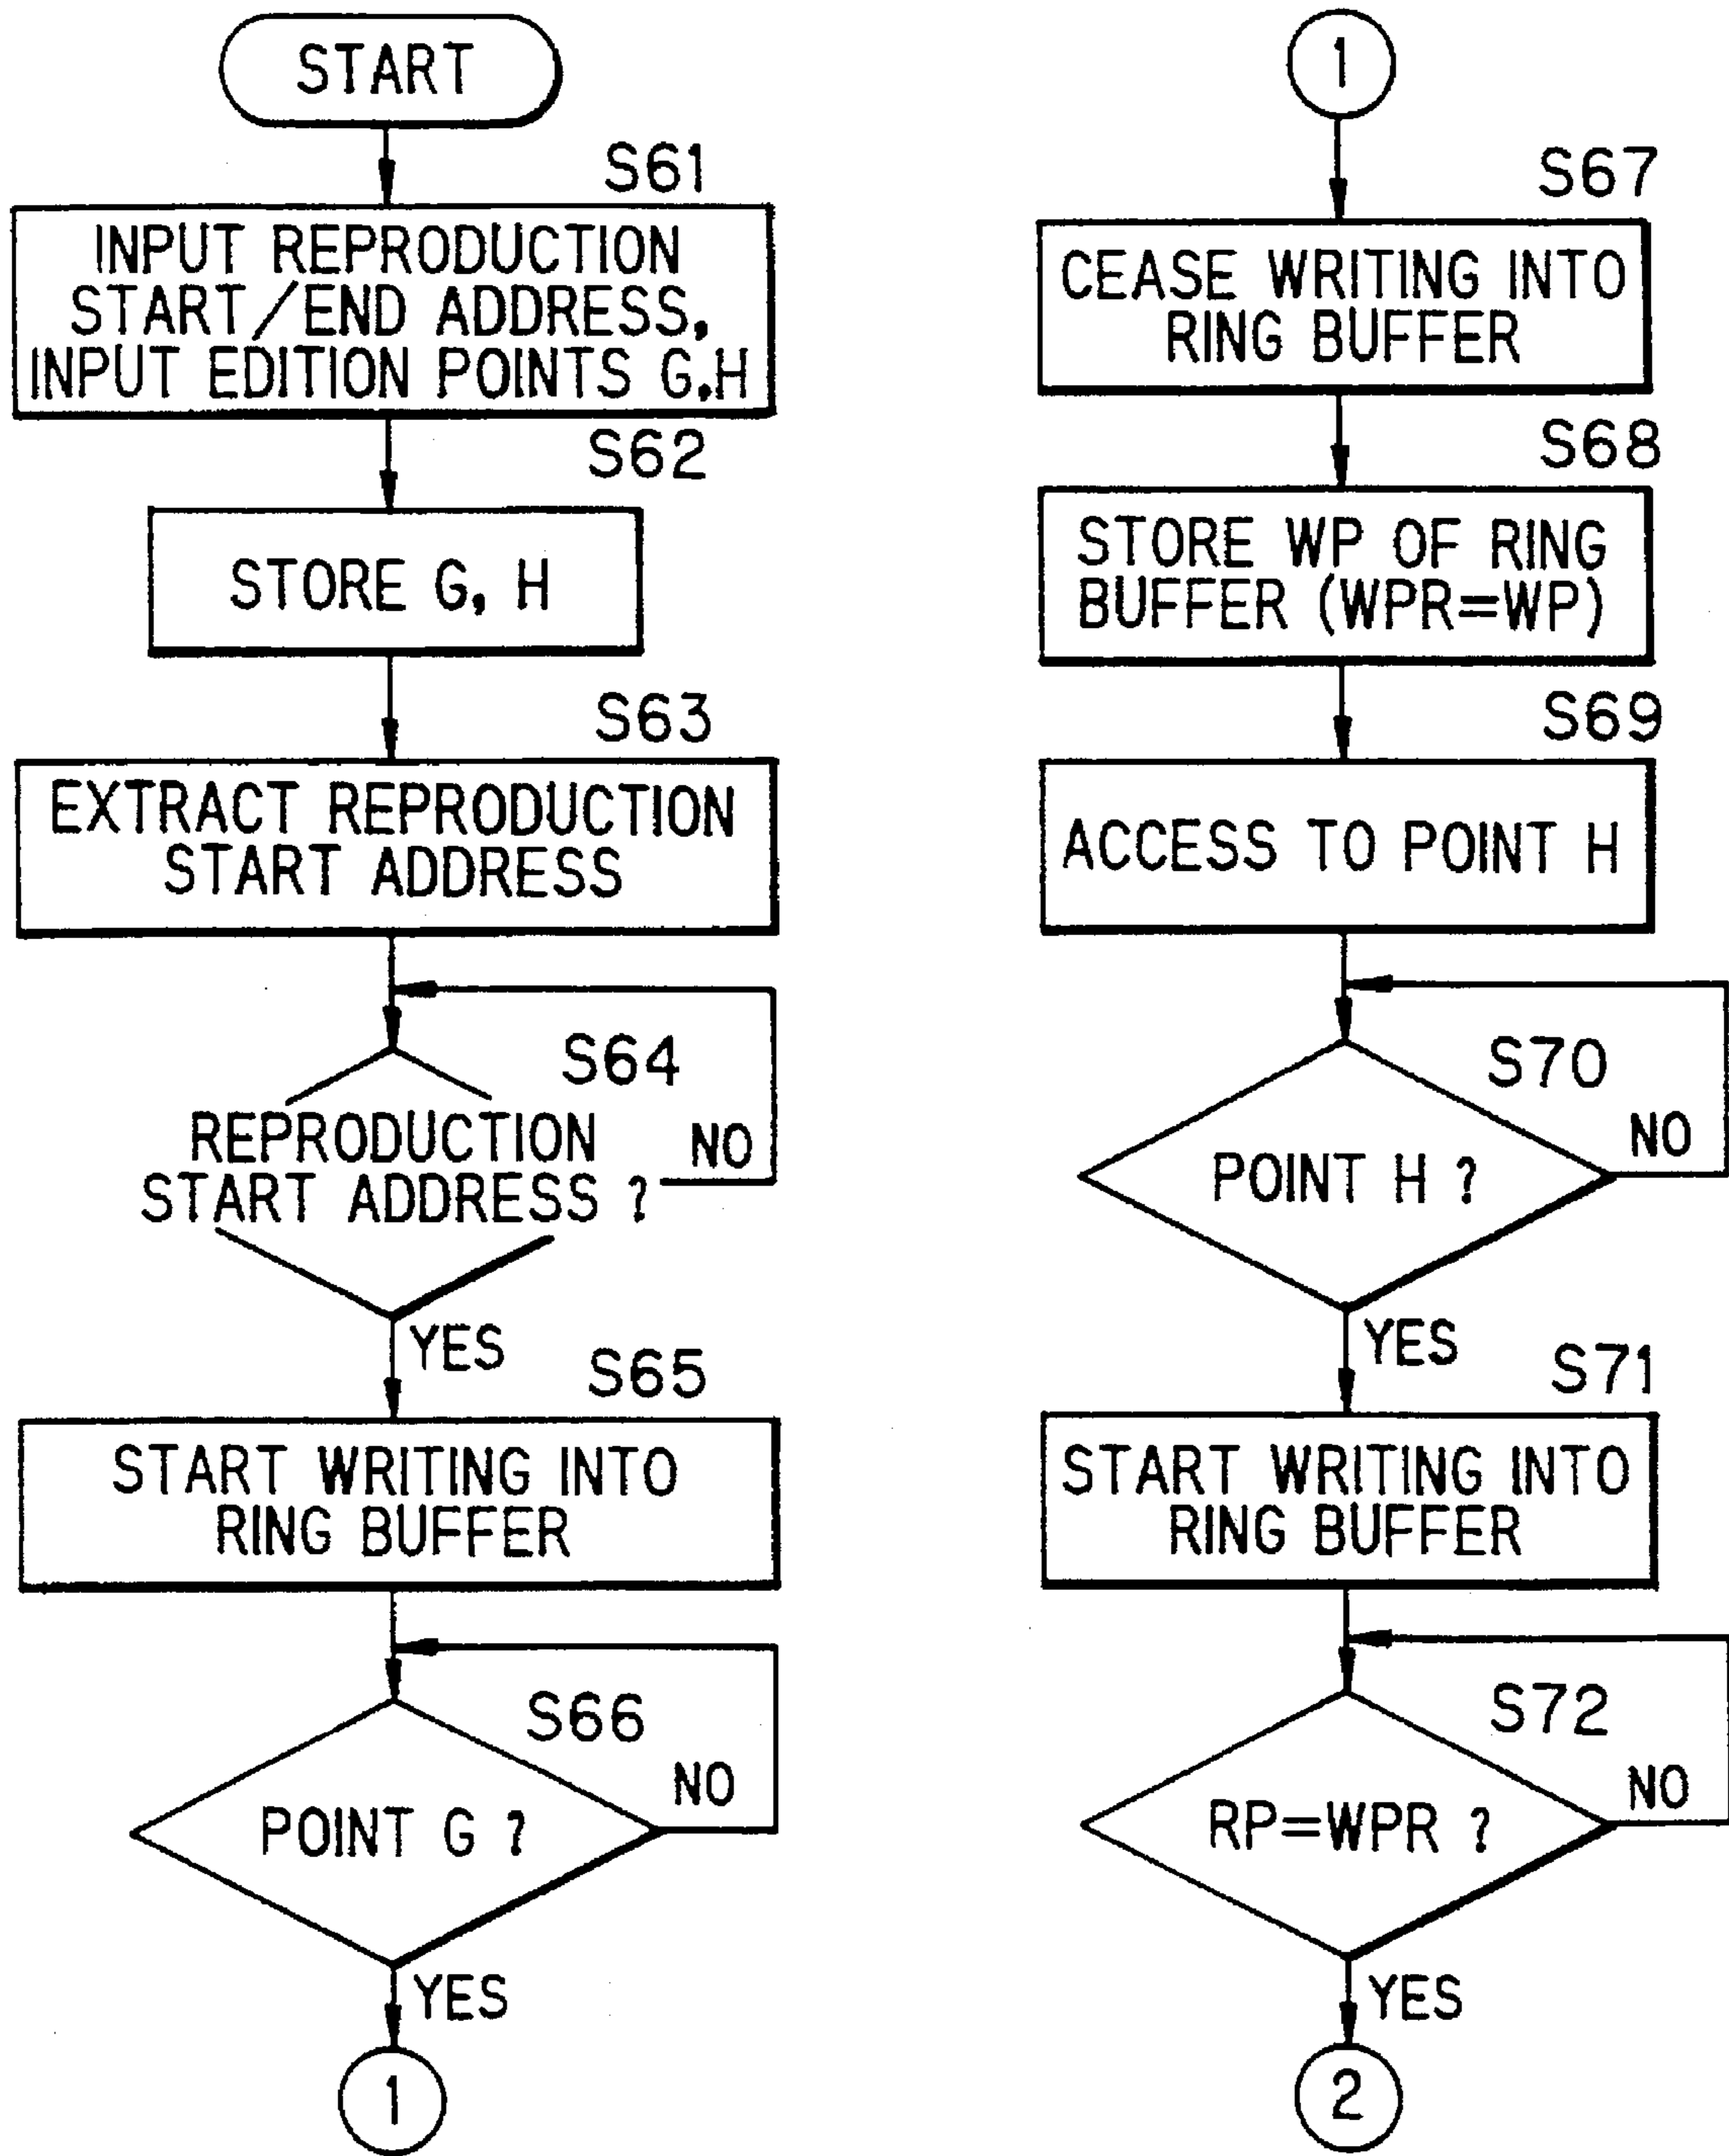 START
S61
INPUT REPRODUCTION
START/END ADDRESS,
INPUT EDITION POINTS G,H
S62
STORE G, H
S63
EXTRACT REPRODUCTION
START ADDRESS
S64
REPRODUCTION
START ADDRESS ?
NO
YES
S65
START WRITING INTO
RING BUFFER
S66
POINT G ?
NO
YES
1
1
S67
CEASE WRITING INTO
RING BUFFER
S68
STORE WP OF RING
BUFFER (WPR=WP)
S69
ACCESS TO POINT H
S70
POINT H ?
NO
YES
S71
START WRITING INTO
RING BUFFER
S72
RP=WPR ?
NO
YES
2